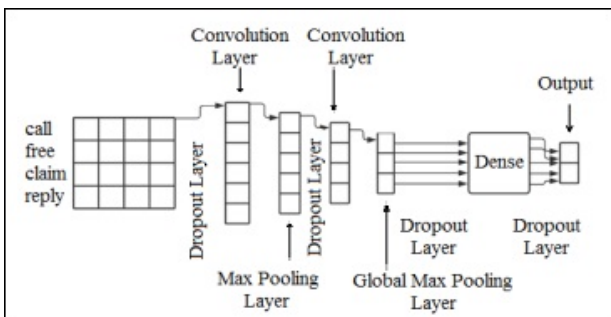 Convolution
Layer
Convolution
Layer
Output
call
free
claim
reply
Dropout Layer
Dropout Layer
Dense
Max Pooling
Layer
Global Max Pooling
Layer
Dropout
Layer
Dropout
Layer